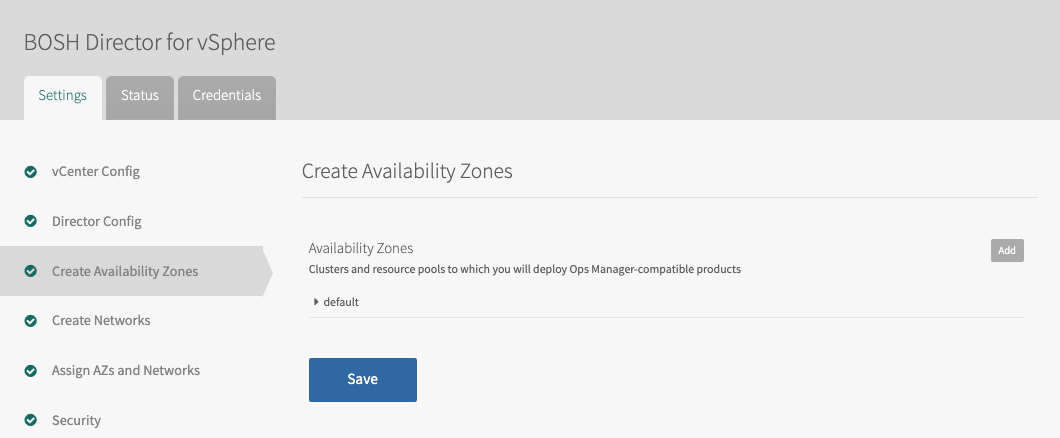 BOSH Director for vSphere
Settings
Status
Credentials
vCenter Config
Director Config
Create Availability Zones
Create Networks
Assign AZs and Networks
Security
Create Availability Zones
Availability Zones
Add
Clusters and resource pools to which you will deploy Ops Manager-compatible products
default
Save